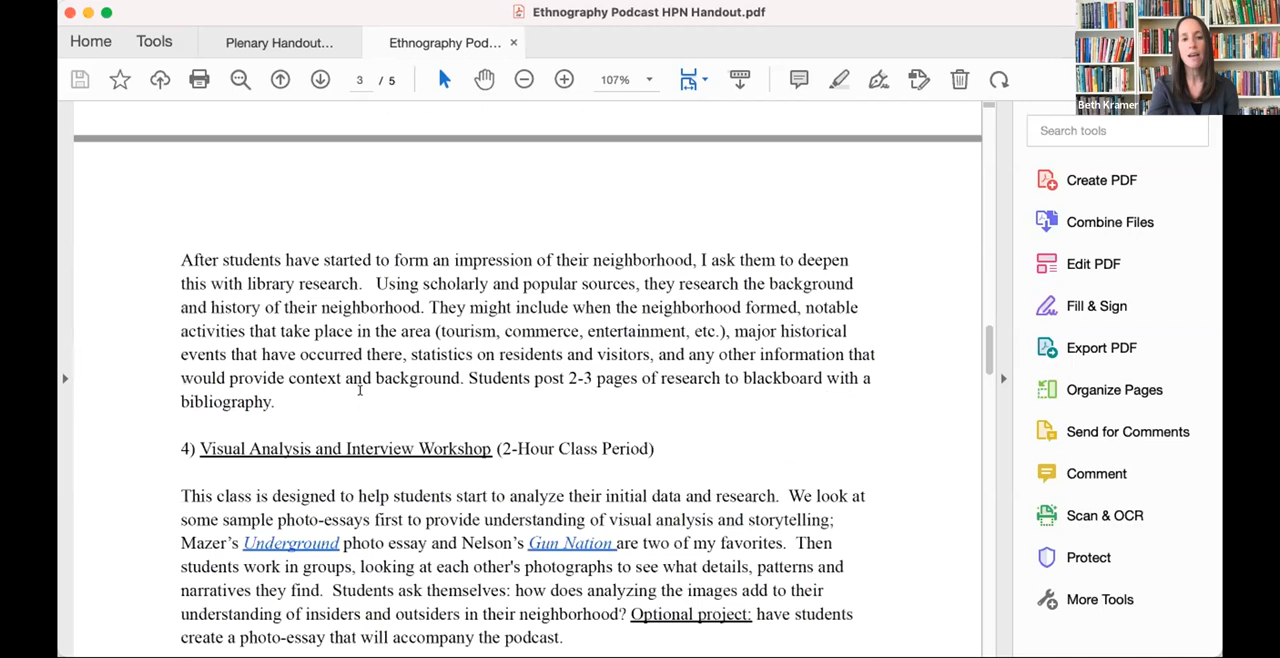 Ethnography Podcast HPN Handout.pdf
Home
Tools
Plenary Handout...
Ethnography Pod... ×
3 / 5
107%
Beth Kramer
Search tools
Create PDF
Combine Files
Edit PDF
Fill & Sign
Export PDF
Organize Pages
Send for Comments
Comment
Scan & OCR
Protect
More Tools
After students have started to form an impression of their neighborhood, I ask them to deepen
this with library research.   Using scholarly and popular sources, they research the background
and history of their neighborhood. They might include when the neighborhood formed, notable
activities that take place in the area (tourism, commerce, entertainment, etc.), major historical
events that have occurred there, statistics on residents and visitors, and any other information that
would provide context and background. Students post 2-3 pages of research to blackboard with a
bibliography.
4) Visual Analysis and Interview Workshop (2-Hour Class Period)
This class is designed to help students start to analyze their initial data and research.  We look at
some sample photo-essays first to provide understanding of visual analysis and storytelling;
Mazer’s Underground photo essay and Nelson’s Gun Nation are two of my favorites.  Then
students work in groups, looking at each other's photographs to see what details, patterns and
narratives they find.  Students ask themselves: how does analyzing the images add to their
understanding of insiders and outsiders in their neighborhood? Optional project: have students
create a photo-essay that will accompany the podcast.